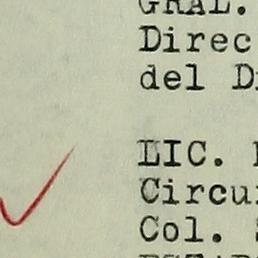 GRAL.
Direc
del D
LIC.
Circu
Col.